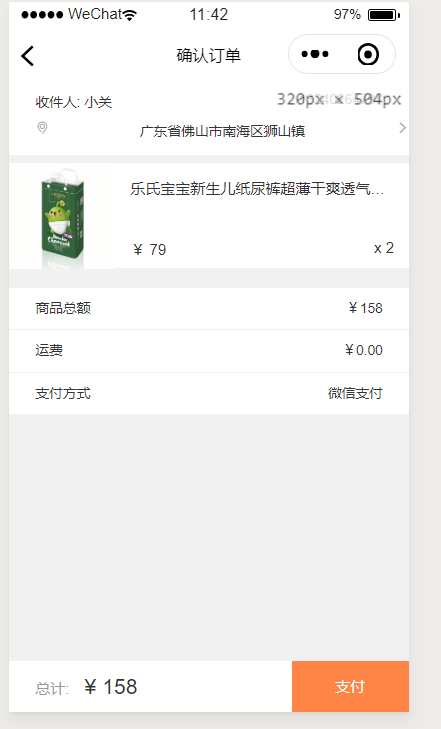 WeChat 11:42 97%
确认订单
收件人: 小关 320px × 504px
广东省佛山市南海区狮山镇
乐氏宝宝新生儿纸尿裤超薄干爽透气...
¥ 79 x 2
商品总额 ¥158
运费 ¥0.00
支付方式 微信支付
总计: ¥ 158 支付